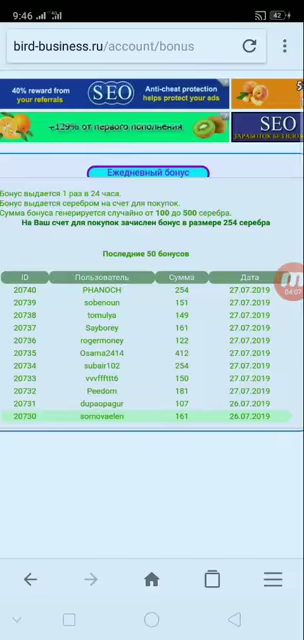 9:46
42
bird-business.ru/account/bonus
40% reward from
your referrals
SEO
Anti-cheat protection
helps protect your ads
+129% от первого пополнения
SEO
Ежедневный бонус
Бонус выдается 1 раз в 24 часа.
Бонус выдается серебром на счет для покупок.
Сумма бонуса генерируется случайно от 100 до 500 серебра.
На Ваш счет для покупок зачислен бонус в размере 254 серебра
Последние 50 бонусов
ID Пользователь Сумма Дата
20740 PHANOCH 254 27.07.2019
20739 sobenoun 151 27.07.2019
20738 tomulya 149 27.07.2019
20737 Sayborey 161 27.07.2019
20736 rogermoney 122 27.07.2019
20735 Osama2414 412 27.07.2019
20734 subair102 254 27.07.2019
20733 vvvffftt6 150 27.07.2019
20732 Peedom 181 27.07.2019
20731 dupaopagur 107 26.07.2019
20730 somovaelen 161 26.07.2019
04:07